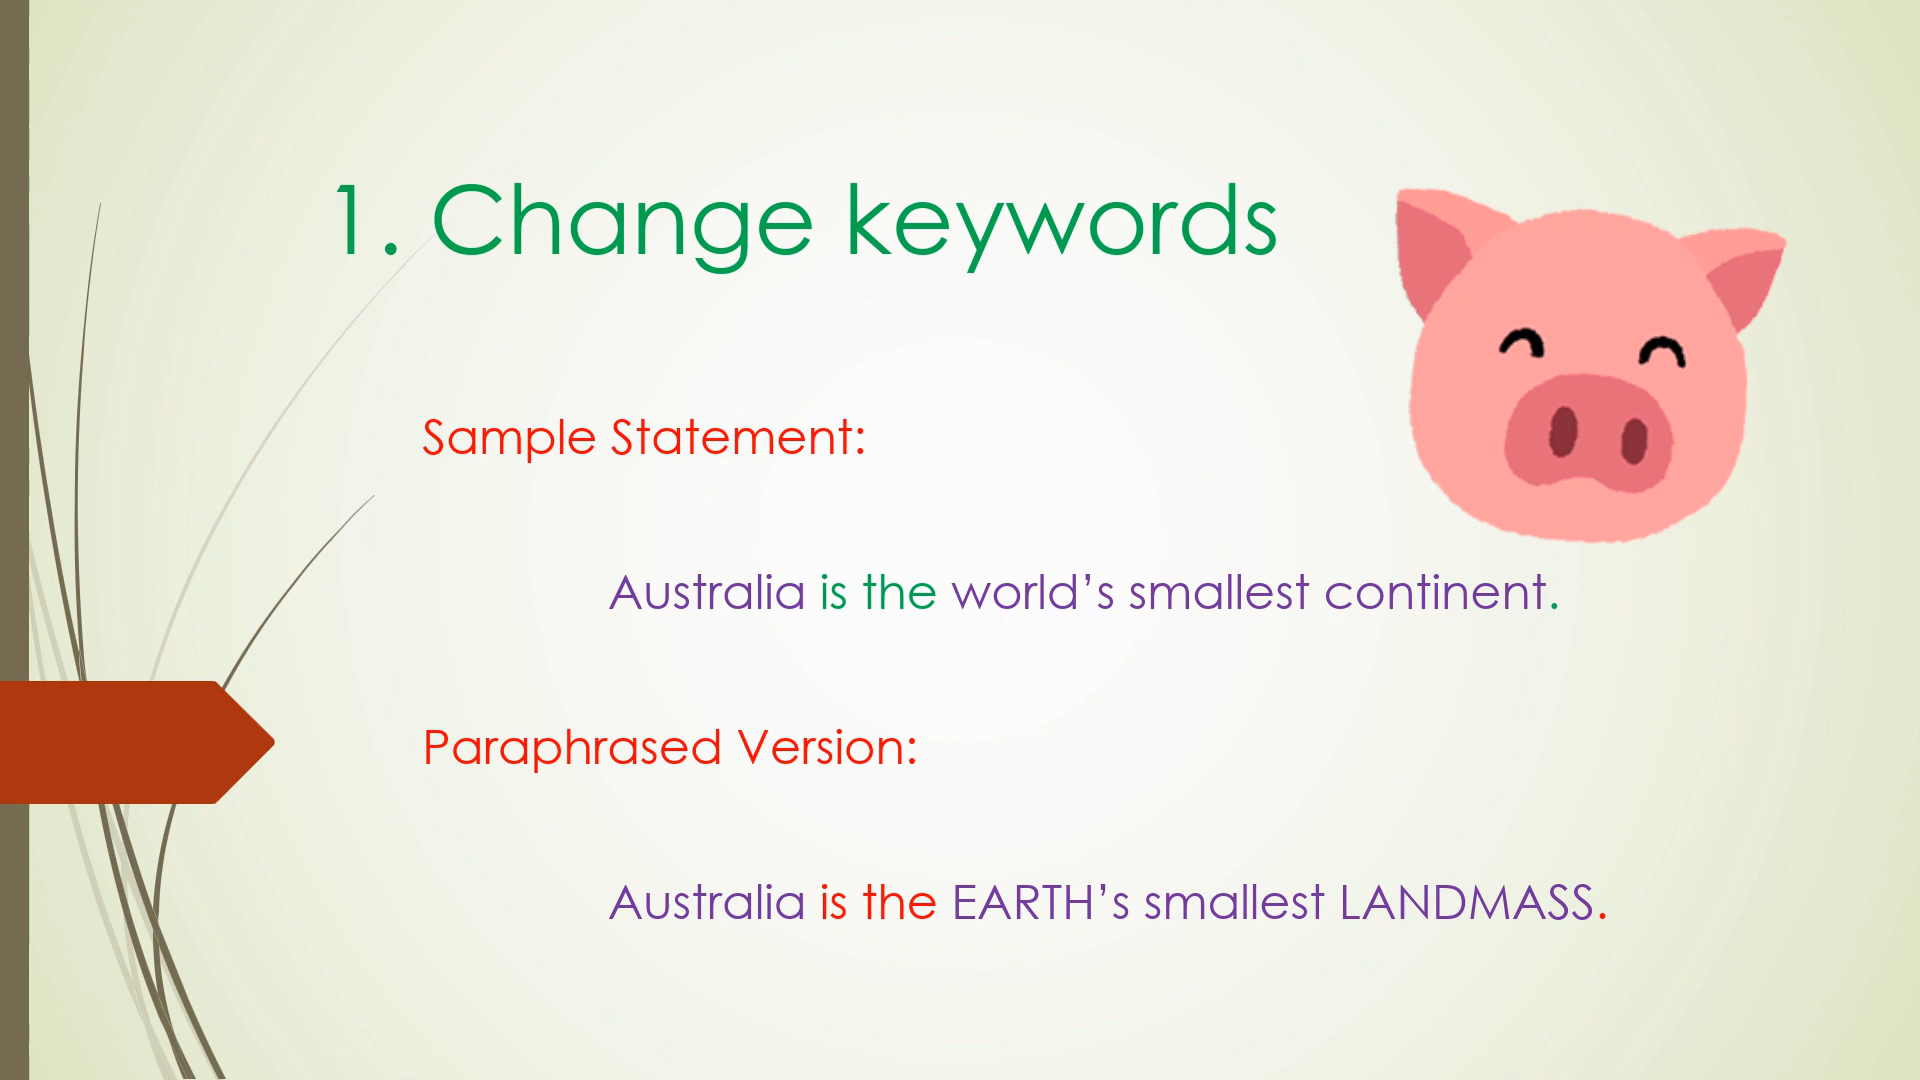 1. Change keywords
Sample Statement:
Australia is the world’s smallest continent.
Paraphrased Version:
Australia is the EARTH’s smallest LANDMASS.